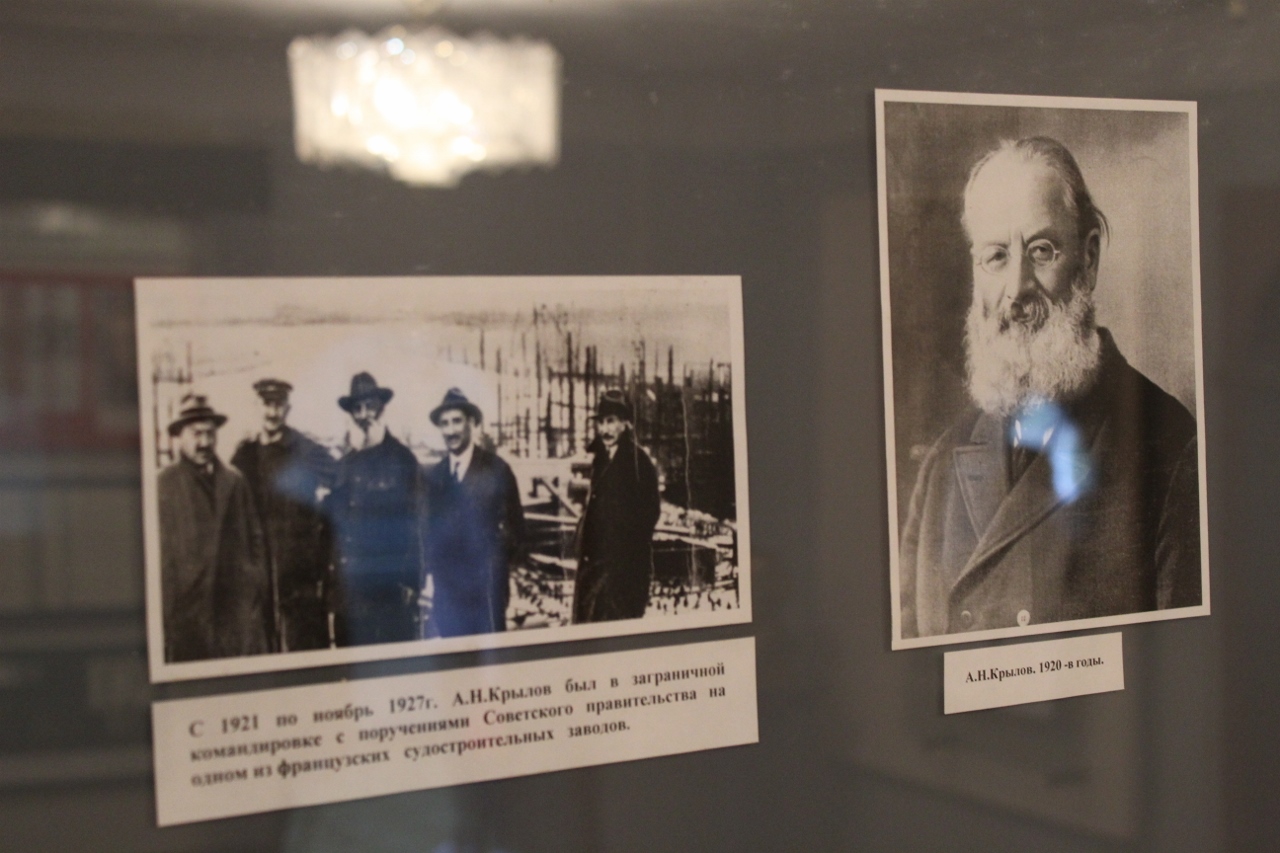 С 1921 по ноябрь 1927г. А.Н.Крылов был в заграничной
командировке с поручениями Советского правительства на
одном из французских судостроительных заводов.
А.Н.Крылов. 1920 -в годы.